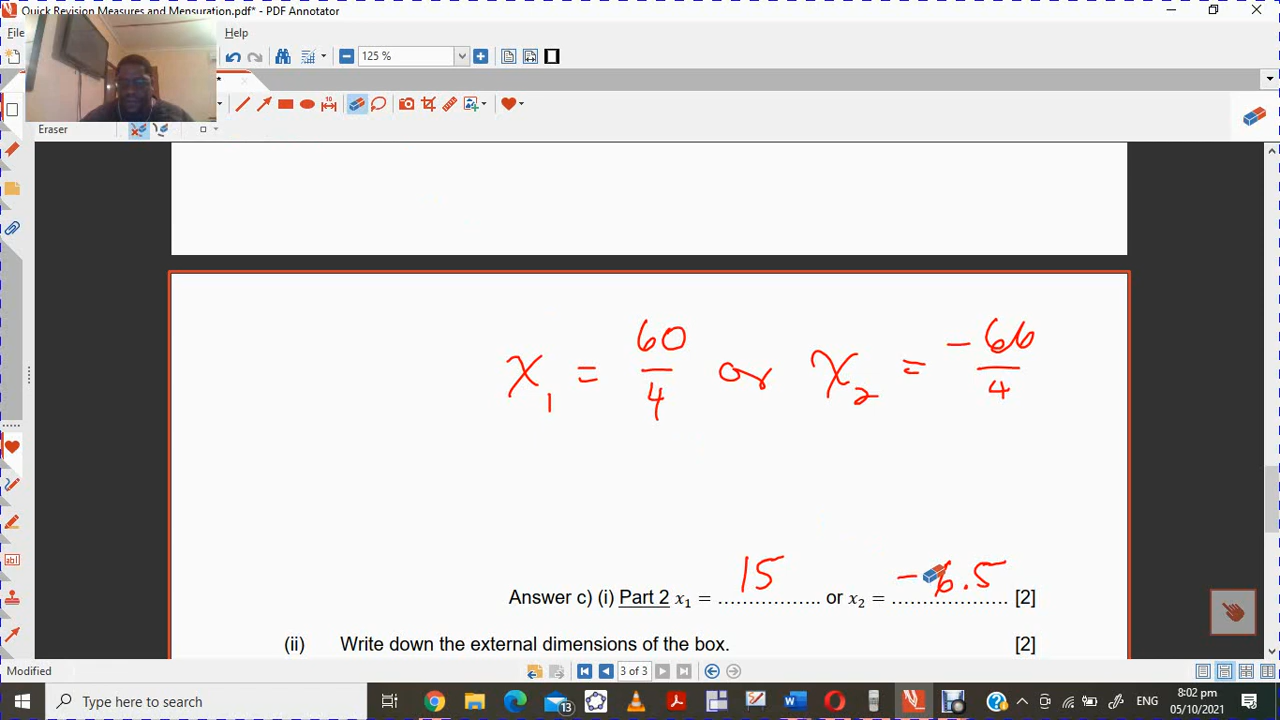 Quick Revision Measures and Mensuration.pdf* - PDF Annotator
Help
125 %
Eraser
x₁ = 60/4 or x₂ = -66/4
15
-6.5
Answer c) (i) Part 2 x₁ = ................. or x₂ = ................... [2]
(ii) Write down the external dimensions of the box. [2]
Modified
3 of 3
Type here to search
13
ENG
8:02 pm
05/10/2021